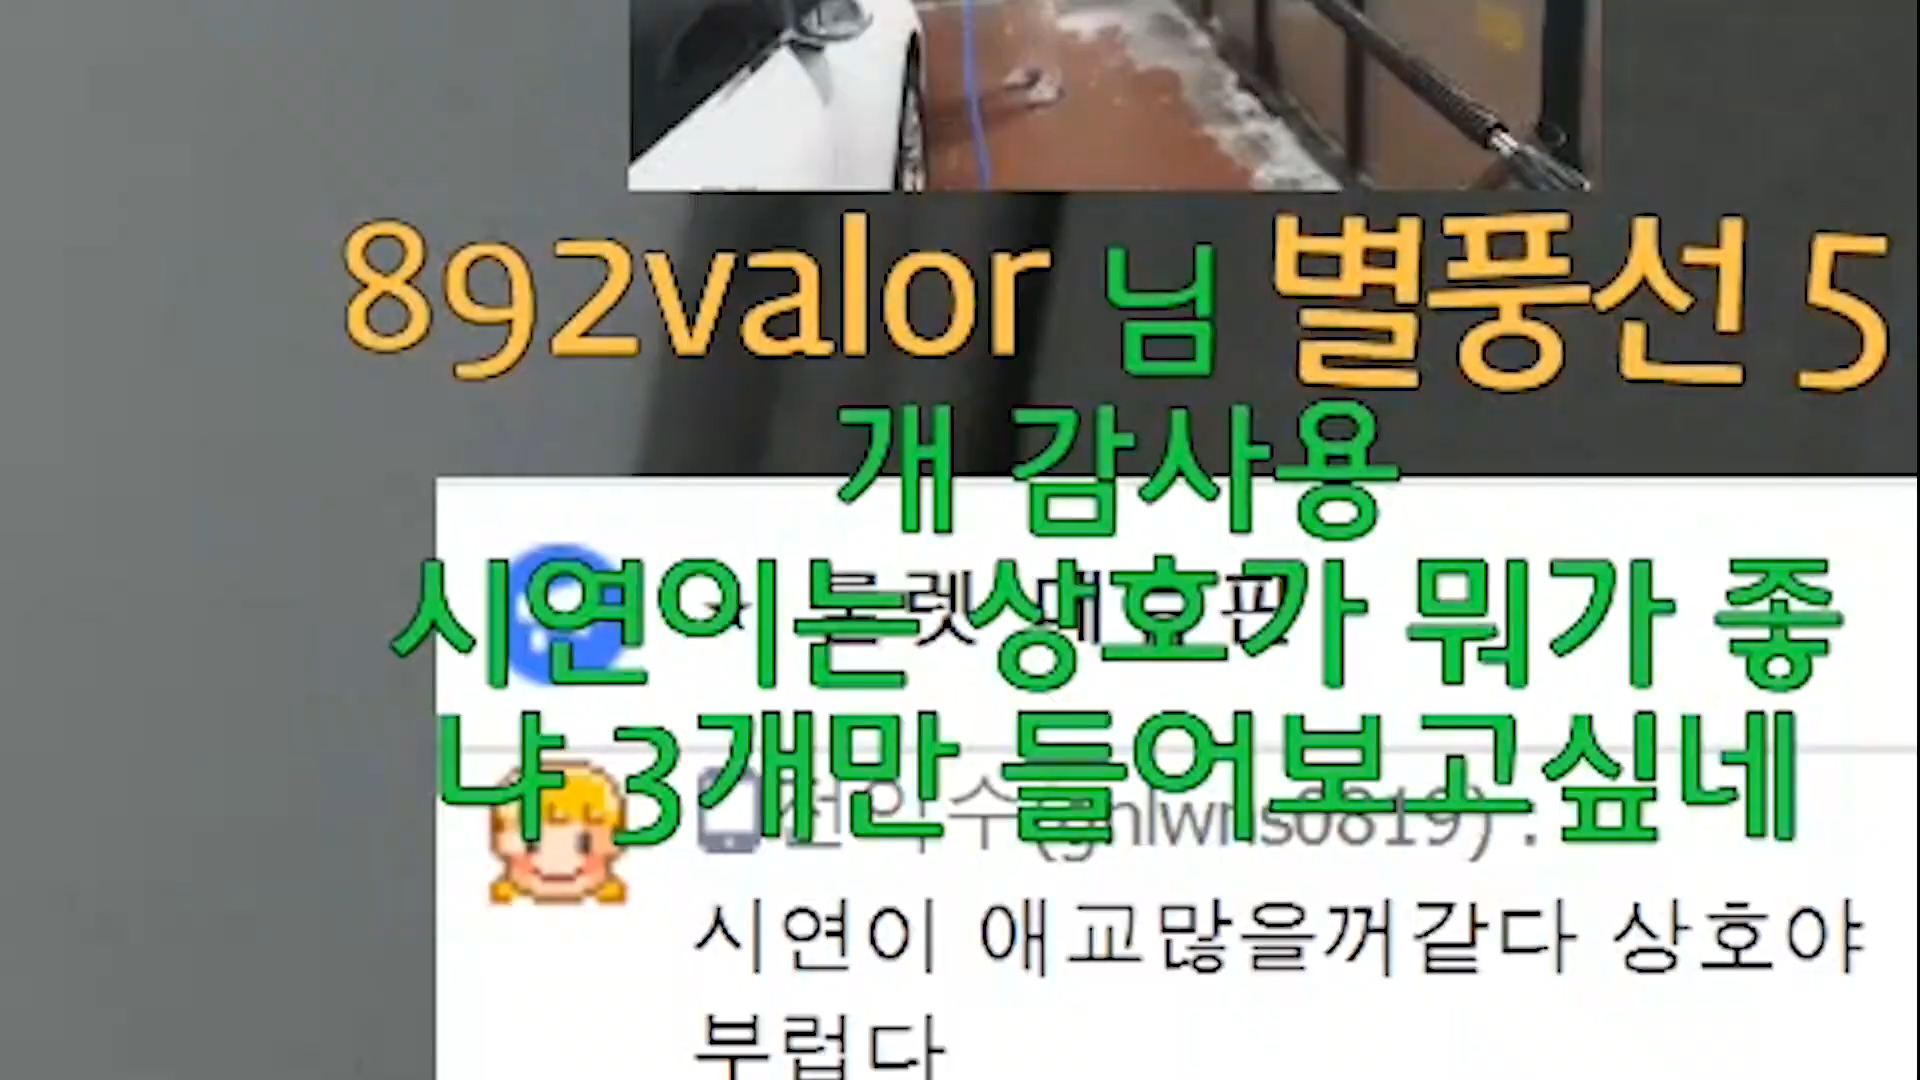 892valor 님 별풍선 5
개 감사용
시연이는 상호가 뭐가 좋
냐 3개만 들어보고싶네
시연이 애교많을꺼같다 상호야
부럽다